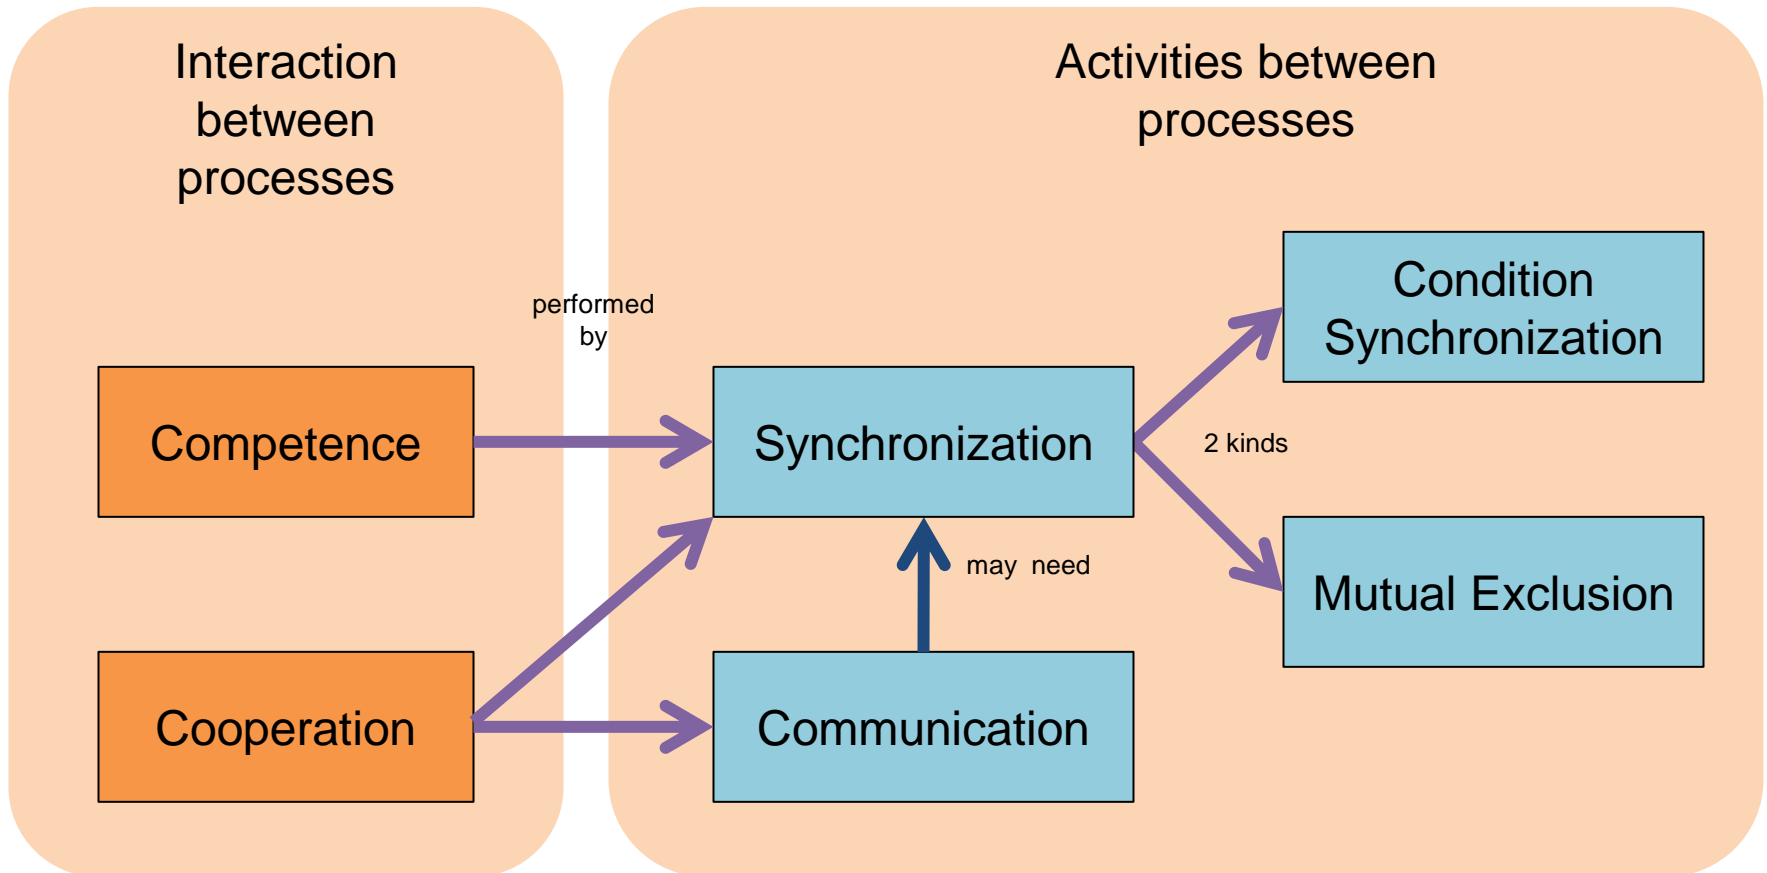 Interaction
between
processes
Activities between
processes
performed
by
Competence
Cooperation
Synchronization
may need
Communication
2 kinds
Condition
Synchronization
Mutual Exclusion